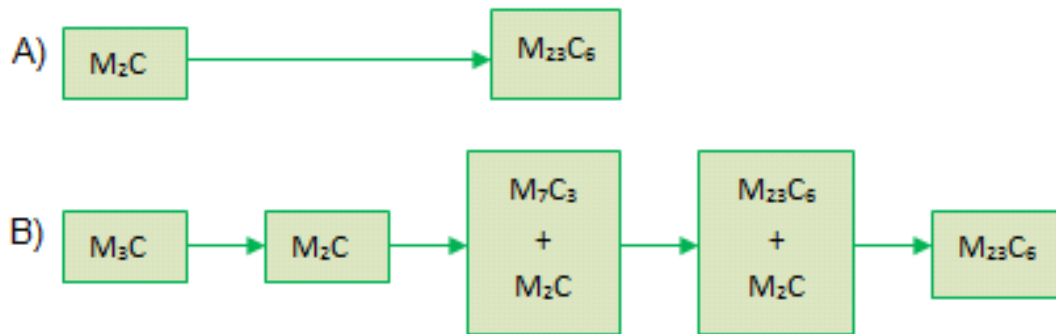 A) M₂C M₂₃C₆
B) M₃C M₂C M₇C₃ + M₂C M₂₃C₆ + M₂C M₂₃C₆